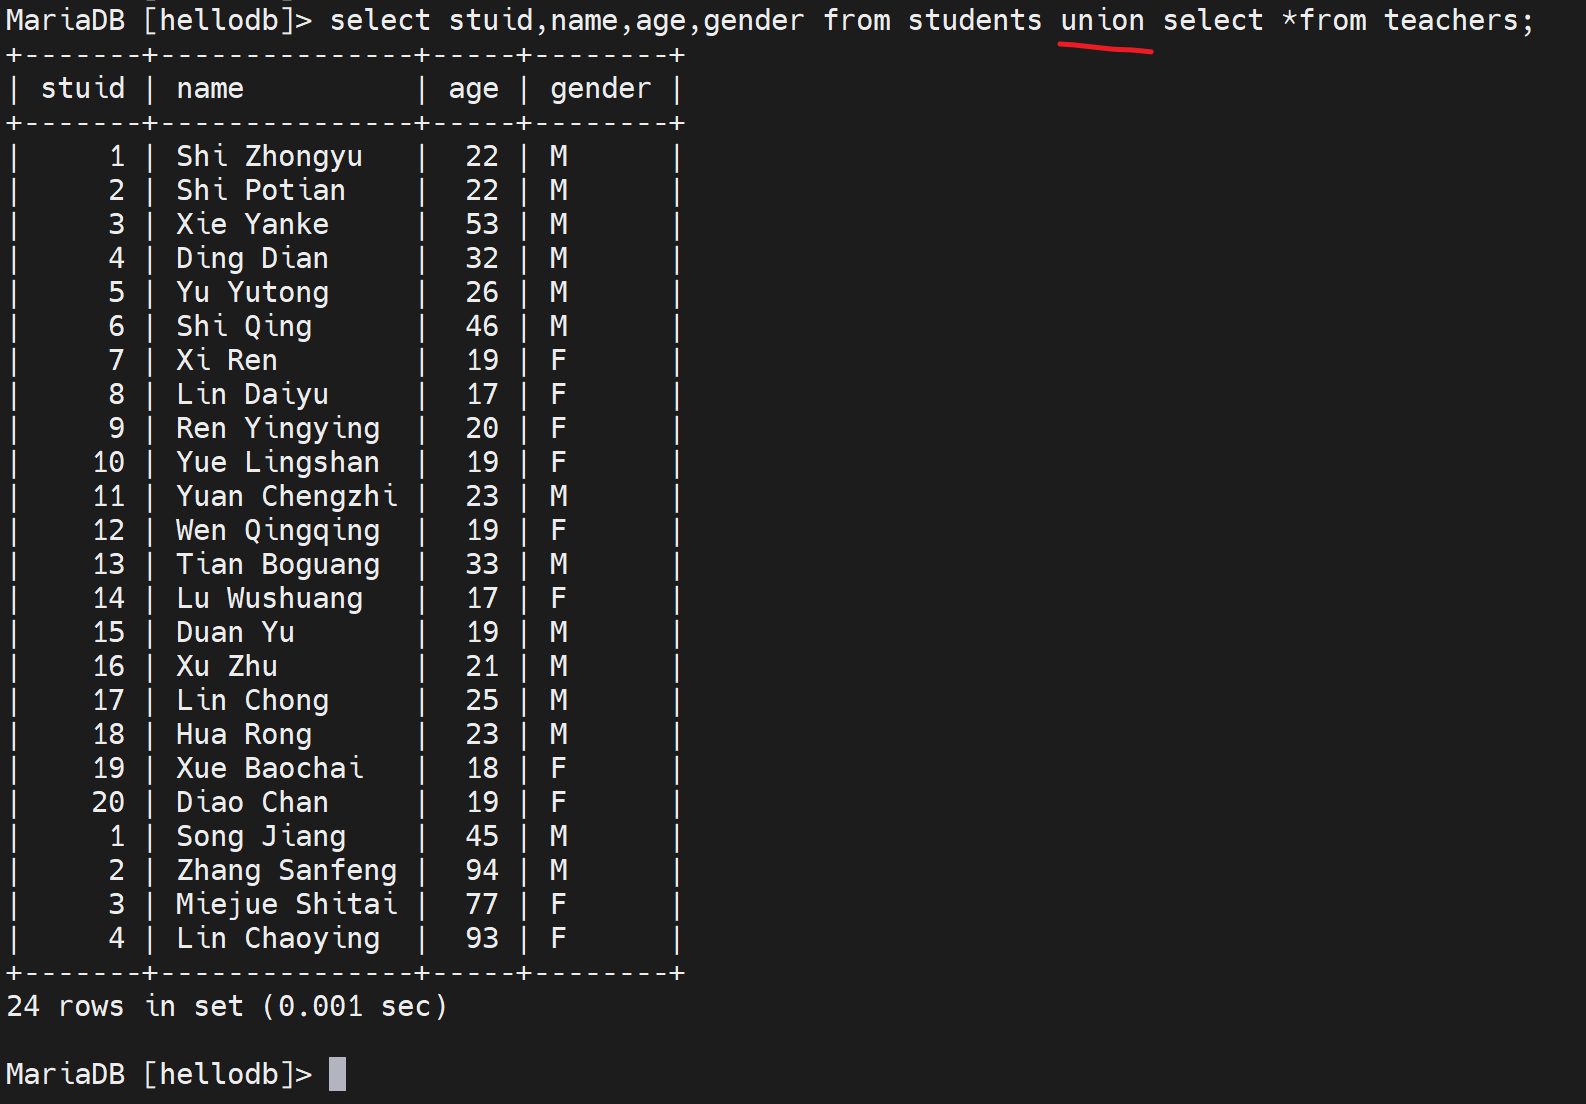 MariaDB [hellodb]> select stuid,name,age,gender from students union select *from teachers;
+-------+---------------+-----+--------+
| stuid | name          | age | gender |
+-------+---------------+-----+--------+
|     1 | Shi Zhongyu   |  22 | M      |
|     2 | Shi Potian    |  22 | M      |
|     3 | Xie Yanke     |  53 | M      |
|     4 | Ding Dian     |  32 | M      |
|     5 | Yu Yutong     |  26 | M      |
|     6 | Shi Qing      |  46 | M      |
|     7 | Xi Ren        |  19 | F      |
|     8 | Lin Daiyu     |  17 | F      |
|     9 | Ren Yingying  |  20 | F      |
|    10 | Yue Lingshan  |  19 | F      |
|    11 | Yuan Chengzhi |  23 | M      |
|    12 | Wen Qingqing  |  19 | F      |
|    13 | Tian Boguang  |  33 | M      |
|    14 | Lu Wushuang   |  17 | F      |
|    15 | Duan Yu       |  19 | M      |
|    16 | Xu Zhu        |  21 | M      |
|    17 | Lin Chong     |  25 | M      |
|    18 | Hua Rong      |  23 | M      |
|    19 | Xue Baochai   |  18 | F      |
|    20 | Diao Chan     |  19 | F      |
|     1 | Song Jiang    |  45 | M      |
|     2 | Zhang Sanfeng |  94 | M      |
|     3 | Miejue Shitai |  77 | F      |
|     4 | Lin Chaoying  |  93 | F      |
+-------+---------------+-----+--------+
24 rows in set (0.001 sec)
MariaDB [hellodb]>